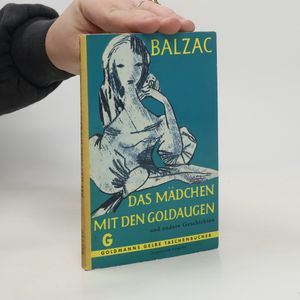 BALZAC
DAS MÄDCHEN
MIT DEN GOLDAUGEN
und andere Geschichten
G
GOLDMANNS GELBE TASCHENBÜCHER